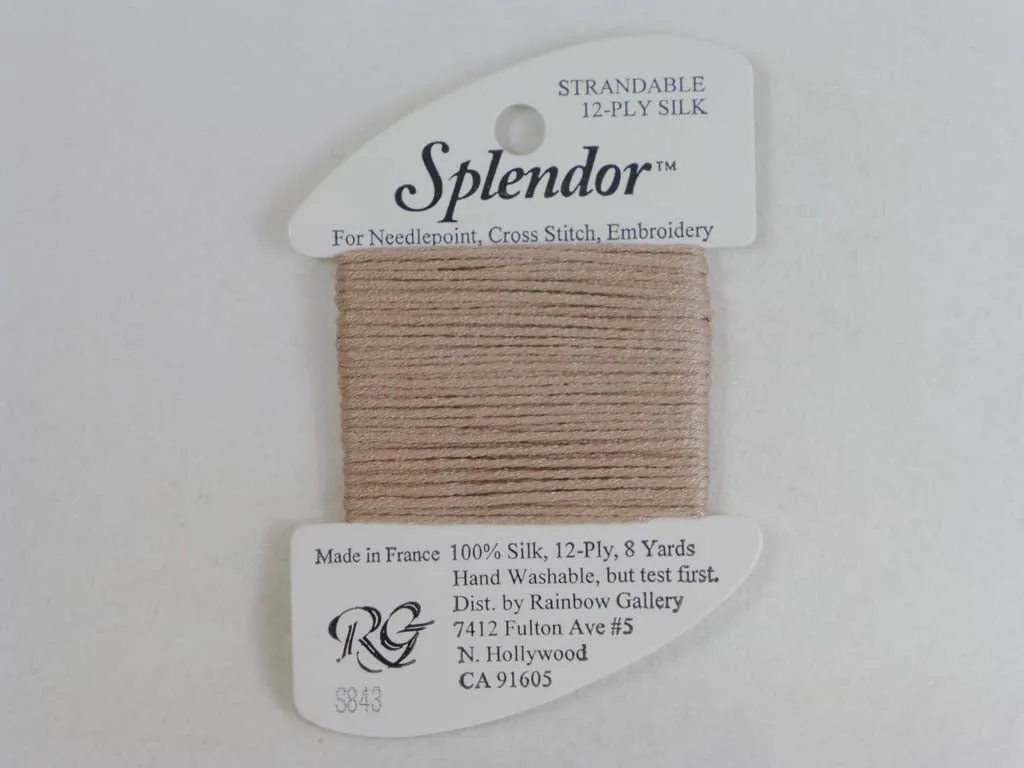 STRANDABLE
12-PLY SILK
Splendor™
For Needlepoint, Cross Stitch, Embroidery
Made in France
100% Silk, 12-Ply, 8 Yards
Hand Washable, but test first.
Dist. by Rainbow Gallery
7412 Fulton Ave #5
N. Hollywood
CA 91605
RG
S843